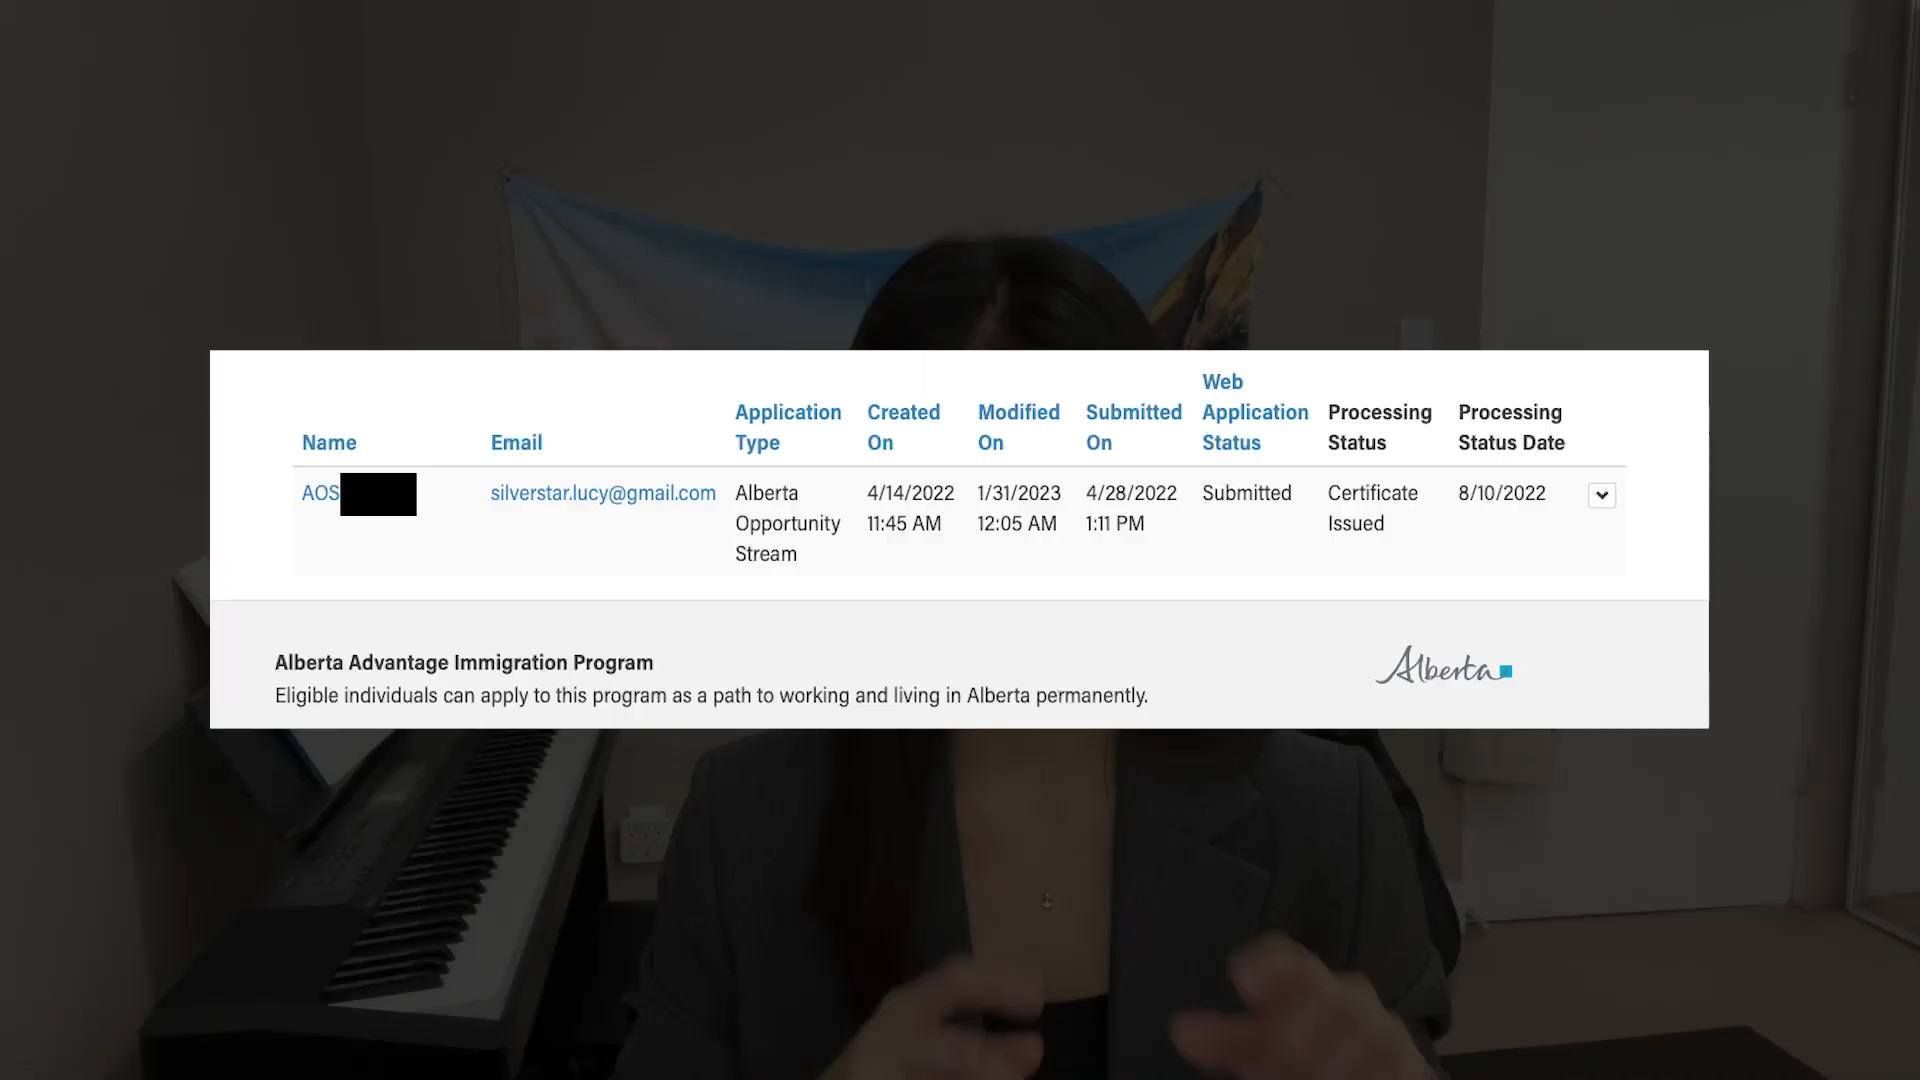 Name
Email
Application
Type
Created
On
Modified
On
Submitted
On
Web
Application
Status
Processing
Status
Processing
Status Date
AOS
silverstar.lucy@gmail.com
Alberta
Opportunity
Stream
4/14/2022
11:45 AM
1/31/2023
12:05 AM
4/28/2022
1:11 PM
Submitted
Certificate
Issued
8/10/2022
Alberta Advantage Immigration Program
Eligible individuals can apply to this program as a path to working and living in Alberta permanently.
Alberta